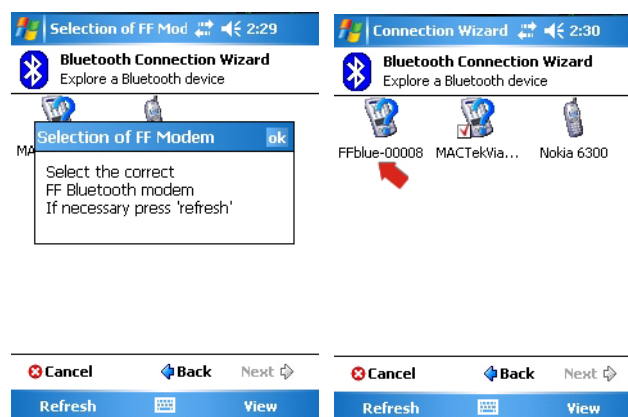 Selection of FF Mod 2:29
Bluetooth Connection Wizard
Explore a Bluetooth device
MA
Selection of FF Modem ok
Select the correct
FF Bluetooth modem
If necessary press 'refresh'
Cancel Back Next
Refresh View
Connection Wizard 2:30
Bluetooth Connection Wizard
Explore a Bluetooth device
FFblue-00008 MACTekVia... Nokia 6300
Cancel Back Next
Refresh View